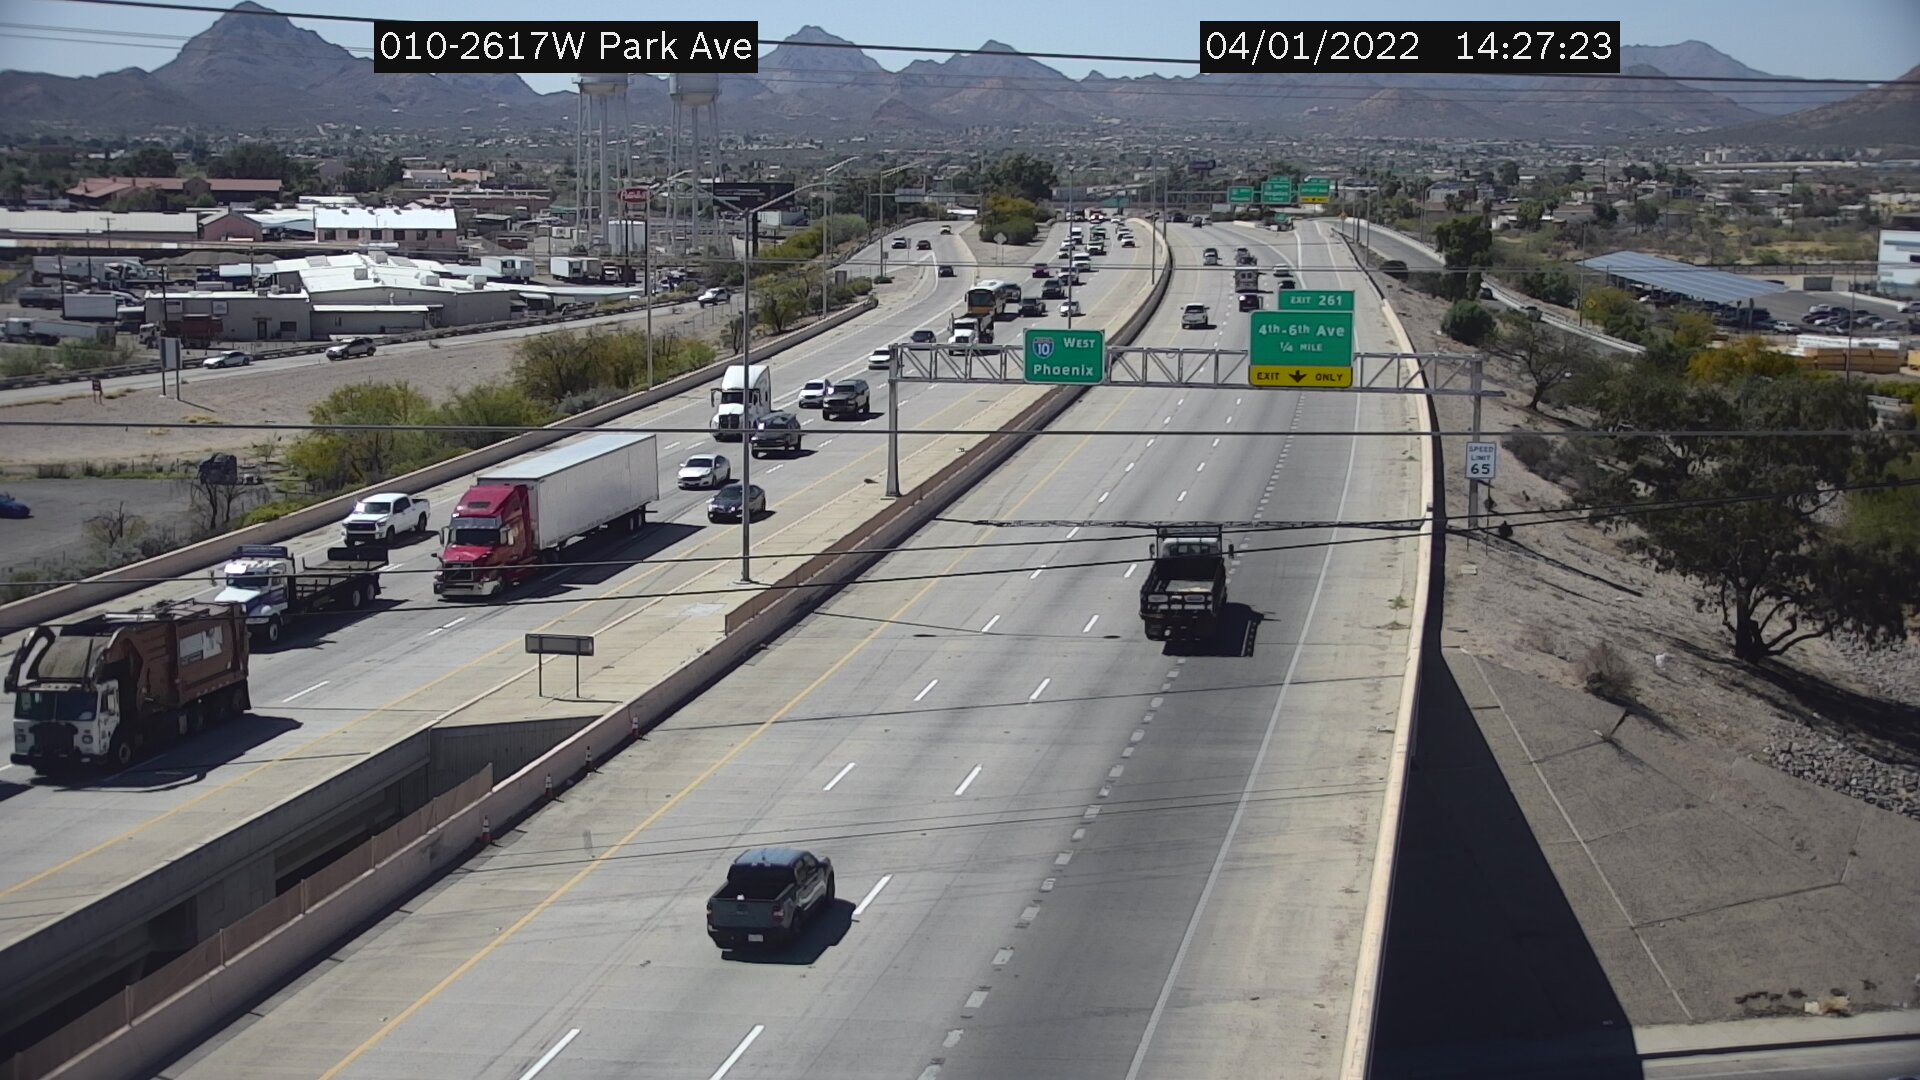 010-2617W Park Ave
04/01/2022 14:27:23
EXIT 261
4th-6th Ave
1/4 MILE
EXIT ONLY
10
WEST
Phoenix
SPEED
LIMIT
65